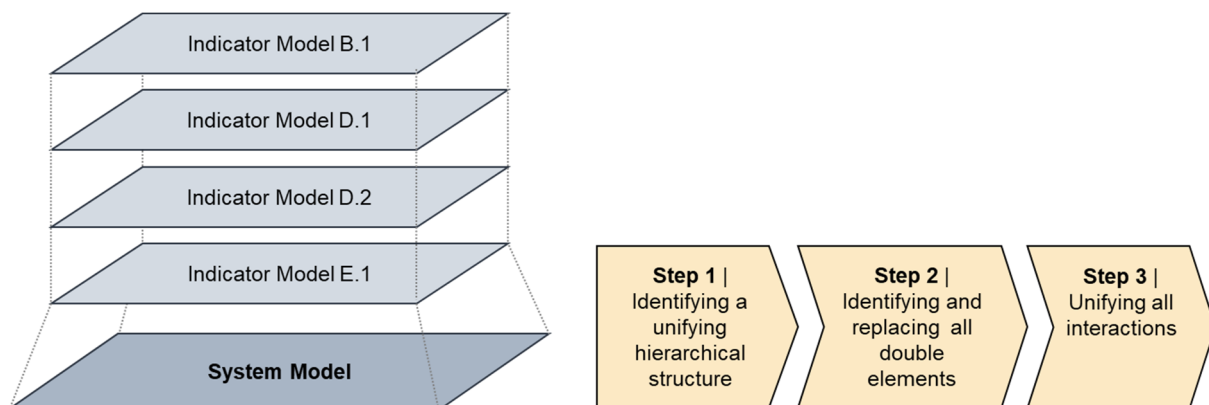 Indicator Model B.1
Indicator Model D.1
Indicator Model D.2
Indicator Model E.1
System Model
Step 1 |
Identifying a
unifying
hierarchical
structure
Step 2 |
Identifying and
replacing all
double
elements
Step 3 |
Unifying all
interactions